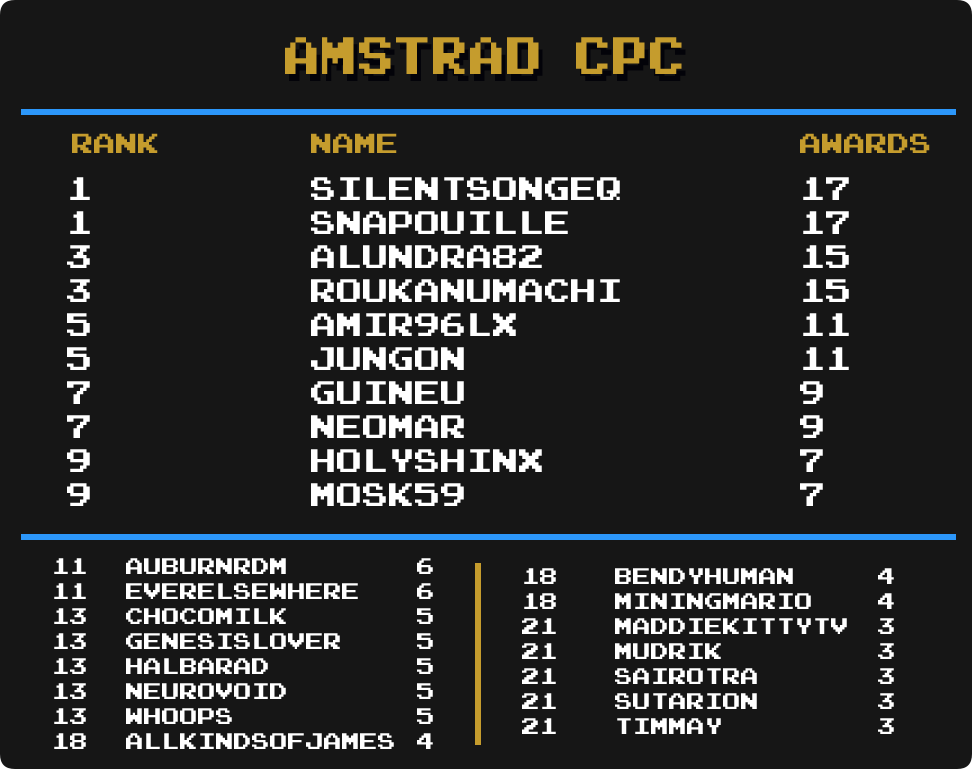 AMSTRAD CPC
RANK NAME AWARDS
1 SILENTSONGEQ 17
1 SNAPOUILLE 17
3 ALUNDRA82 15
3 ROUKANUMACHI 15
5 AMIR96LX 11
5 JUNGON 11
7 GUINEU 9
7 NEOMAR 9
9 HOLYSHINX 7
9 MOSK59 7
11 AUBURNRDM 6
11 EVERELSEWHERE 6
13 CHOCOMILK 5
13 GENESISLOVER 5
13 HALBARAD 5
13 NEUROVOID 5
13 WHOOPS 5
18 ALLKINDSOFJAMES 4
18 BENDYHUMAN 4
18 MININGMARIO 4
21 MADDIEKITTYTV 3
21 MUDRIK 3
21 SAIROTRA 3
21 SUTARION 3
21 TIMMAY 3